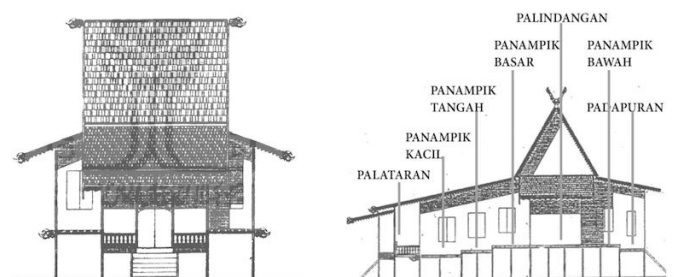 PALINDANGAN
PANAMPIK
BASAR
PANAMPIK
BAWAH
PANAMPIK
TANGAH
PADAPURAN
PANAMPIK
KACIL
PALATARAN